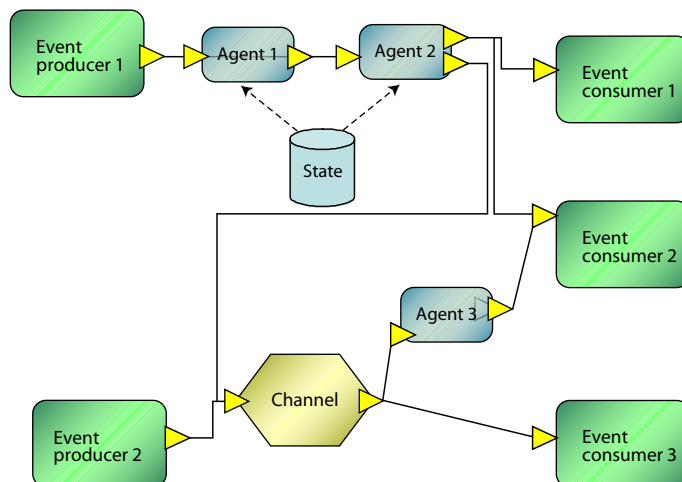 Event
producer 1
Agent 1
Agent 2
Event
consumer 1
State
Event
consumer 2
Agent 3
Channel
Event
producer 2
Event
consumer 3